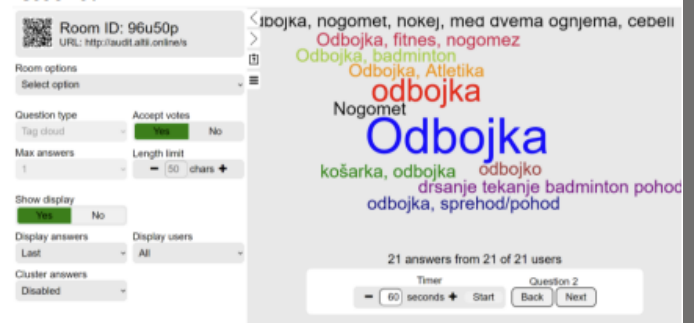 Room ID: 96u50p
URL: http://audit.altii.online/s
Room options
Select option
Question type
Accept votes
Tag cloud
Yes
No
Max answers
Length limit
1
50 chars
Show display
Yes
No
Display answers
Display users
Last
All
Cluster answers
Disabled
dbojka, nogomet, hokej, med dvema ognjema, cebeli
Odbojka, fitnes, nogomez
Odbojka, badminton
Odbojka, Atletika
odbojka
Nogomet
Odbojka
košarka, odbojka
odbojko
drsanje tekanje badminton pohod
odbojka, sprehod/pohod
21 answers from 21 of 21 users
Timer
Question 2
60 seconds
Start
Back
Next